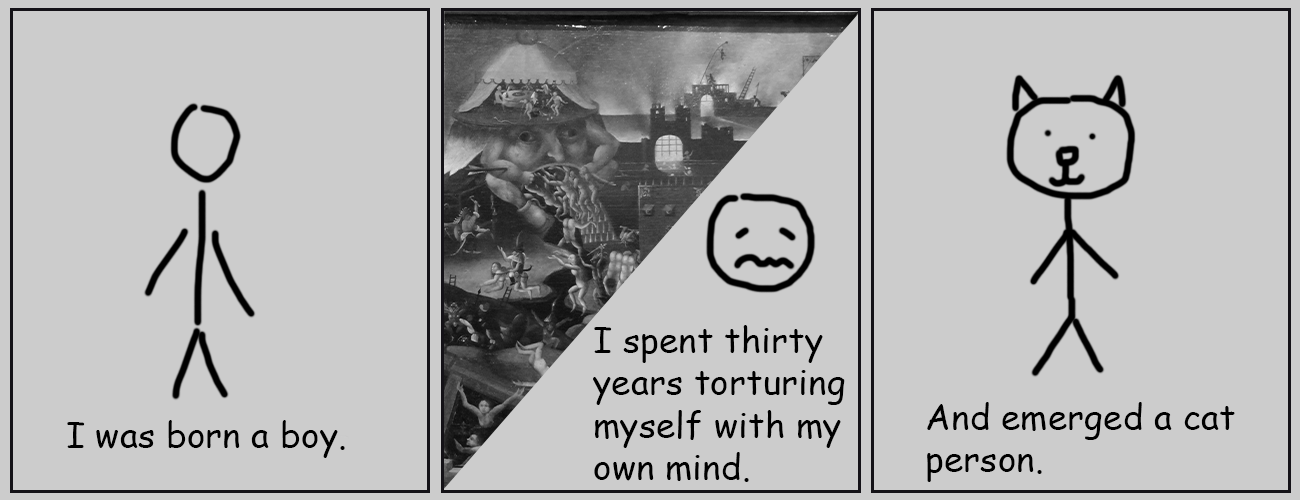 I was born a boy.
I spent thirty
years torturing
myself with my
own mind.
And emerged a cat
person.